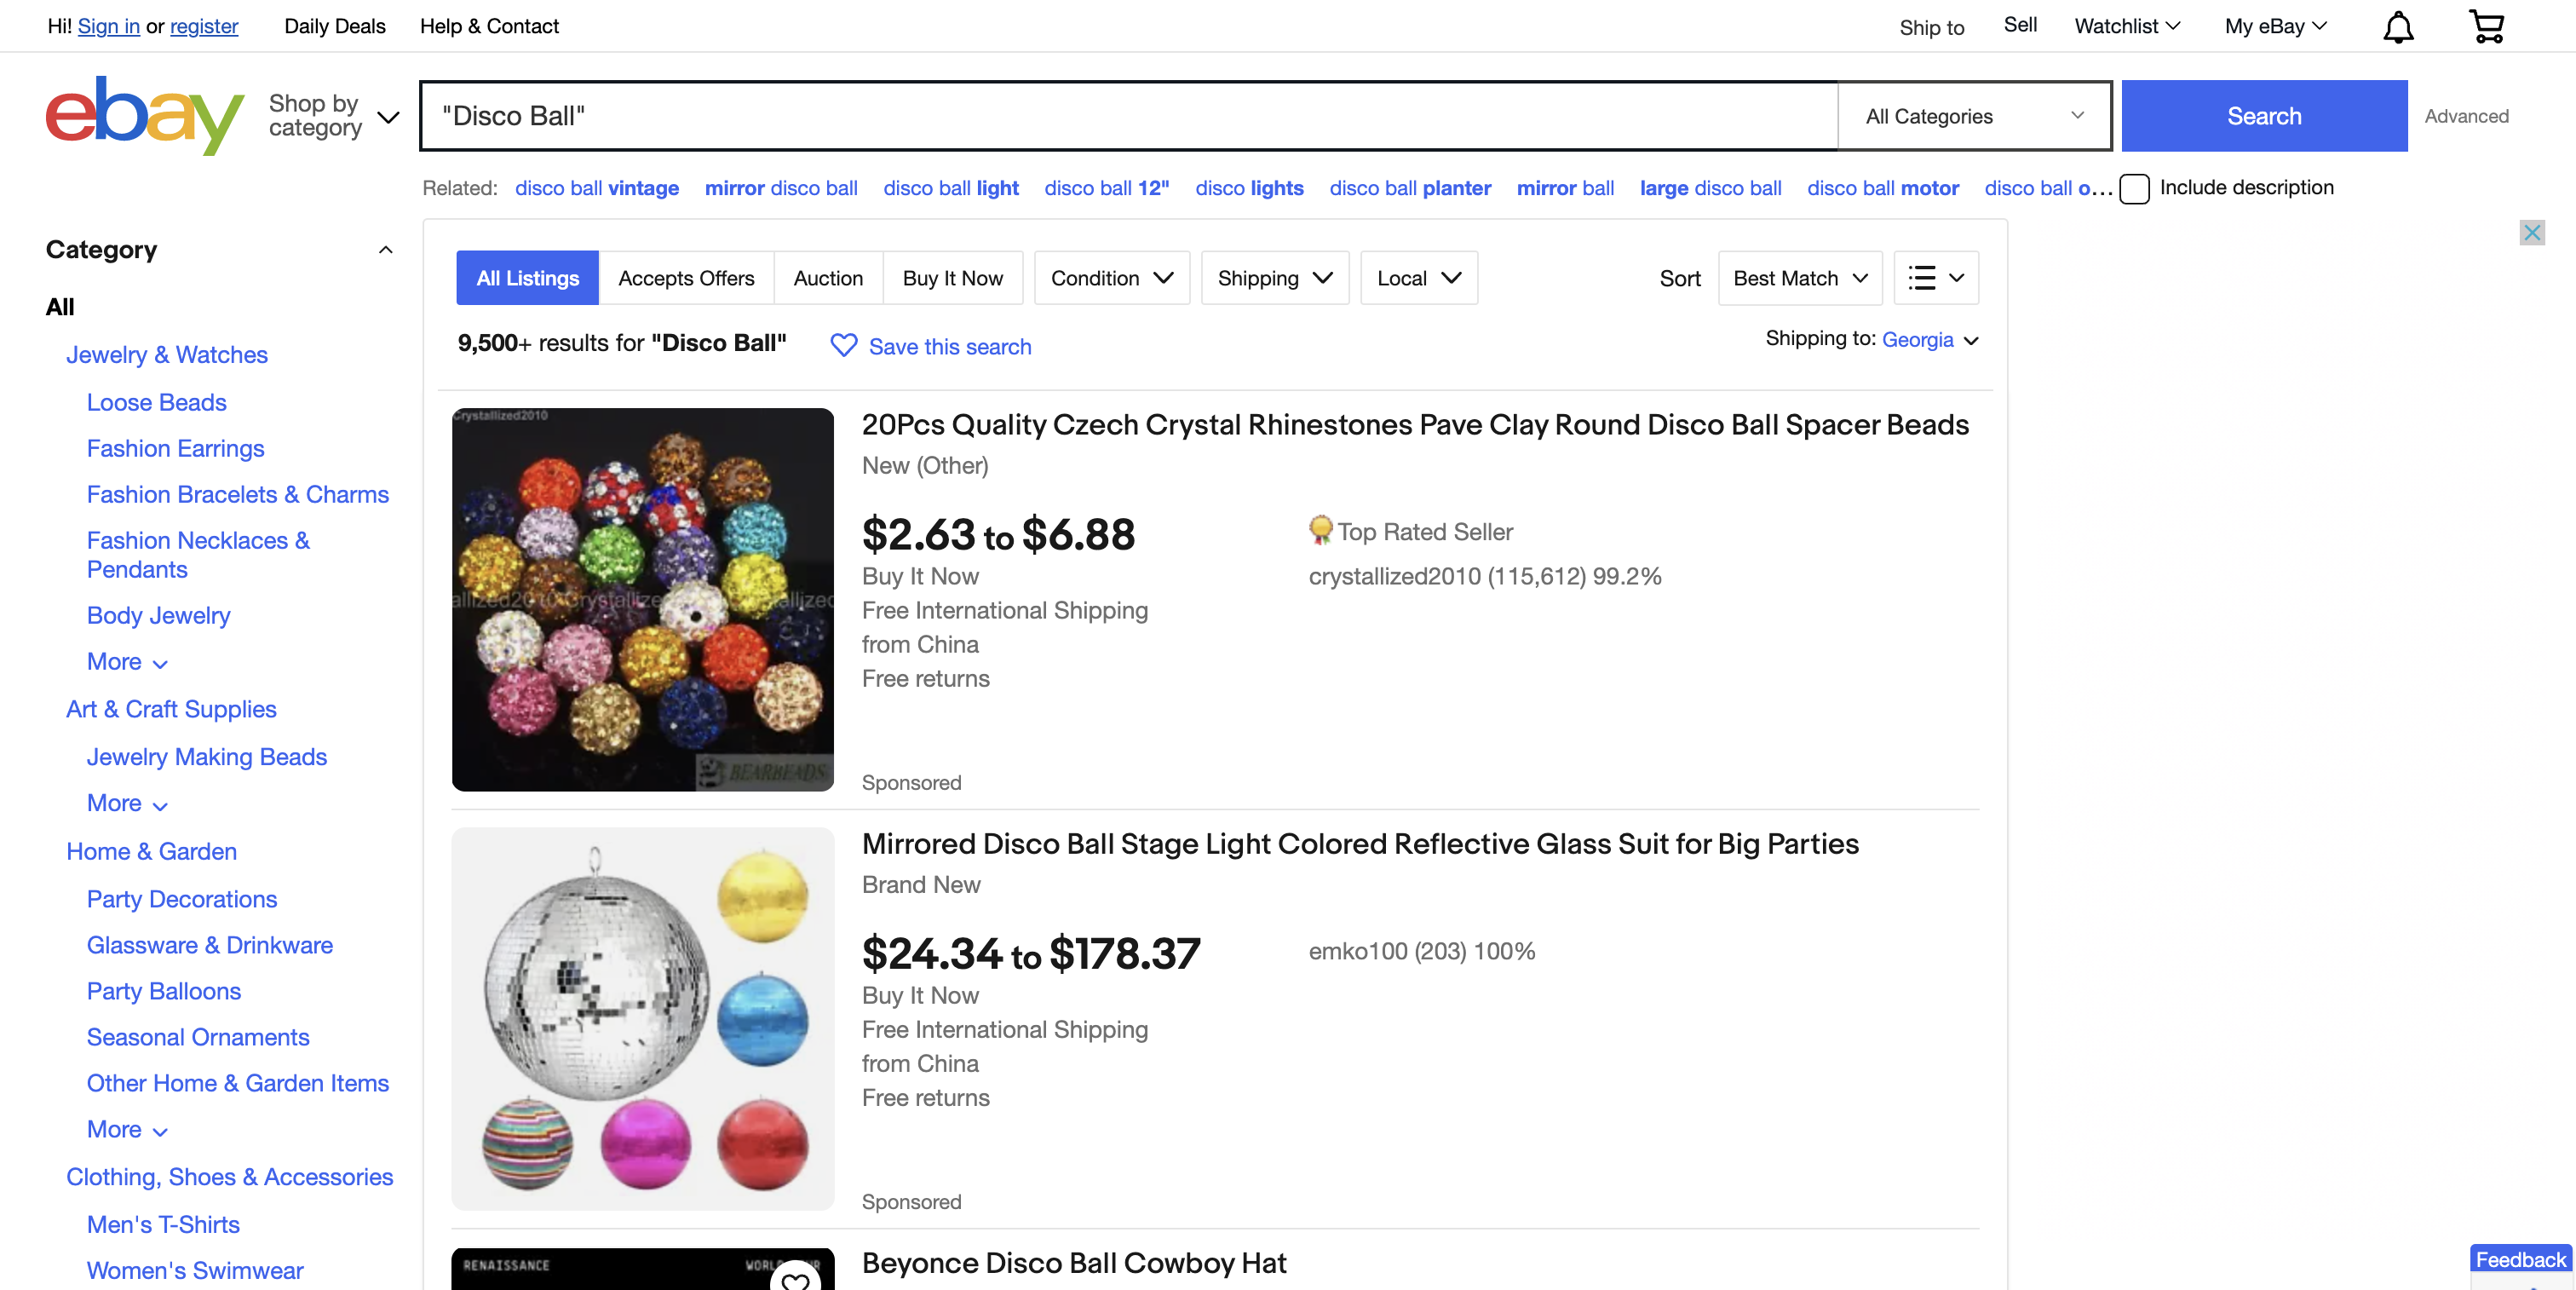 Hi! Sign in or register
Daily Deals
Help & Contact
Ship to
Sell
Watchlist
My eBay
ebay
Shop by
category
"Disco Ball"
All Categories
Search
Advanced
Related: disco ball vintage mirror disco ball disco ball light disco ball 12" disco lights disco ball planter mirror ball large disco ball disco ball motor disco ball o...
Include description
Category
All
Jewelry & Watches
Loose Beads
Fashion Earrings
Fashion Bracelets & Charms
Fashion Necklaces &
Pendants
Body Jewelry
More
Art & Craft Supplies
Jewelry Making Beads
More
Home & Garden
Party Decorations
Glassware & Drinkware
Party Balloons
Seasonal Ornaments
Other Home & Garden Items
More
Clothing, Shoes & Accessories
Men's T-Shirts
Women's Swimwear
All Listings
Accepts Offers
Auction
Buy It Now
Condition
Shipping
Local
Sort
Best Match
9,500+ results for "Disco Ball"
Save this search
Shipping to: Georgia
Crystallized2010
BEARBEADS
20Pcs Quality Czech Crystal Rhinestones Pave Clay Round Disco Ball Spacer Beads
New (Other)
$2.63 to $6.88
Buy It Now
Free International Shipping
from China
Free returns
Top Rated Seller
crystallized2010 (115,612) 99.2%
Sponsored
Mirrored Disco Ball Stage Light Colored Reflective Glass Suit for Big Parties
Brand New
$24.34 to $178.37
Buy It Now
Free International Shipping
from China
Free returns
emko100 (203) 100%
Sponsored
RENAISSANCE
Beyonce Disco Ball Cowboy Hat
Feedback